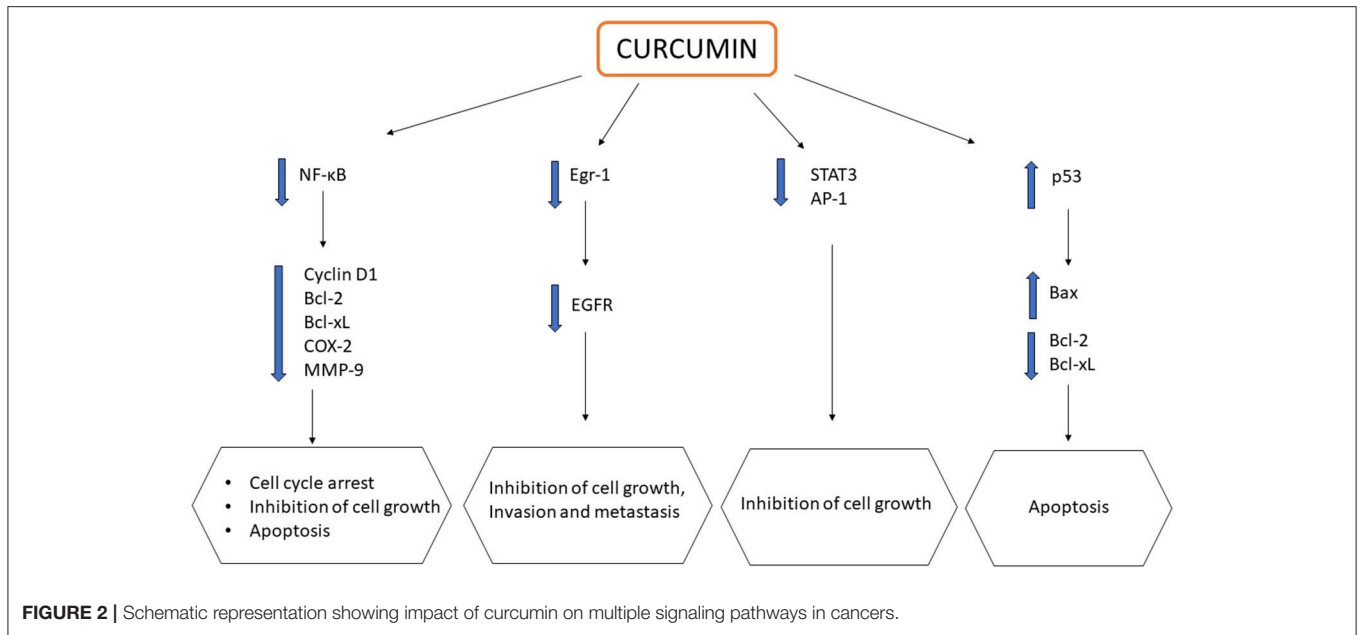 CURCUMIN
NF-κB
Cyclin D1
Bcl-2
Bcl-xL
COX-2
MMP-9
• Cell cycle arrest
• Inhibition of cell growth
• Apoptosis
Egr-1
EGFR
Inhibition of cell growth,
Invasion and metastasis
STAT3
AP-1
Inhibition of cell growth
p53
Bax
Bcl-2
Bcl-xL
Apoptosis
FIGURE 2 | Schematic representation showing impact of curcumin on multiple signaling pathways in cancers.